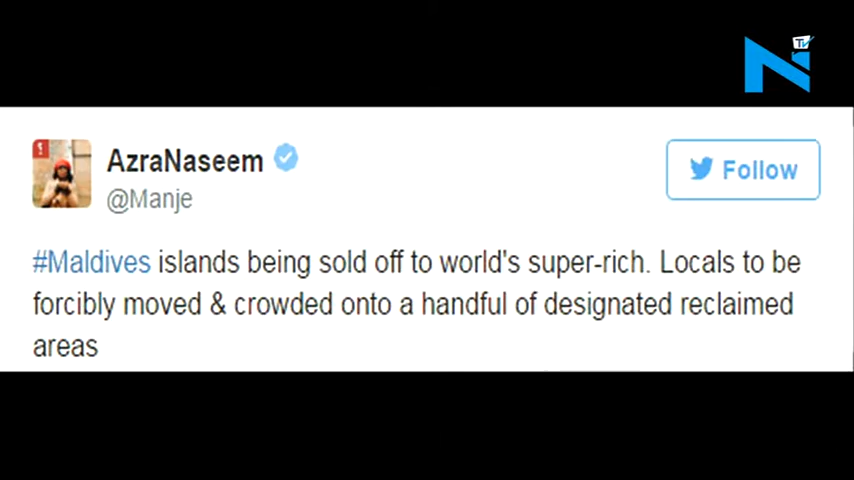 TV
N
AzraNaseem
@Manje
Follow
#Maldives islands being sold off to world's super-rich. Locals to be
forcibly moved & crowded onto a handful of designated reclaimed
areas